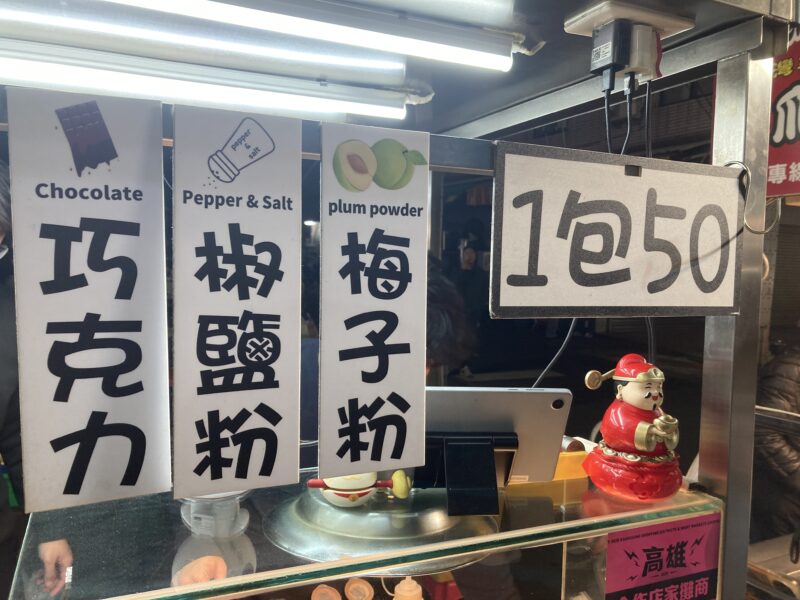 Chocolate
巧克力
pepper
&
salt
Pepper & Salt
椒鹽粉
plum powder
梅子粉
1包50
高雄